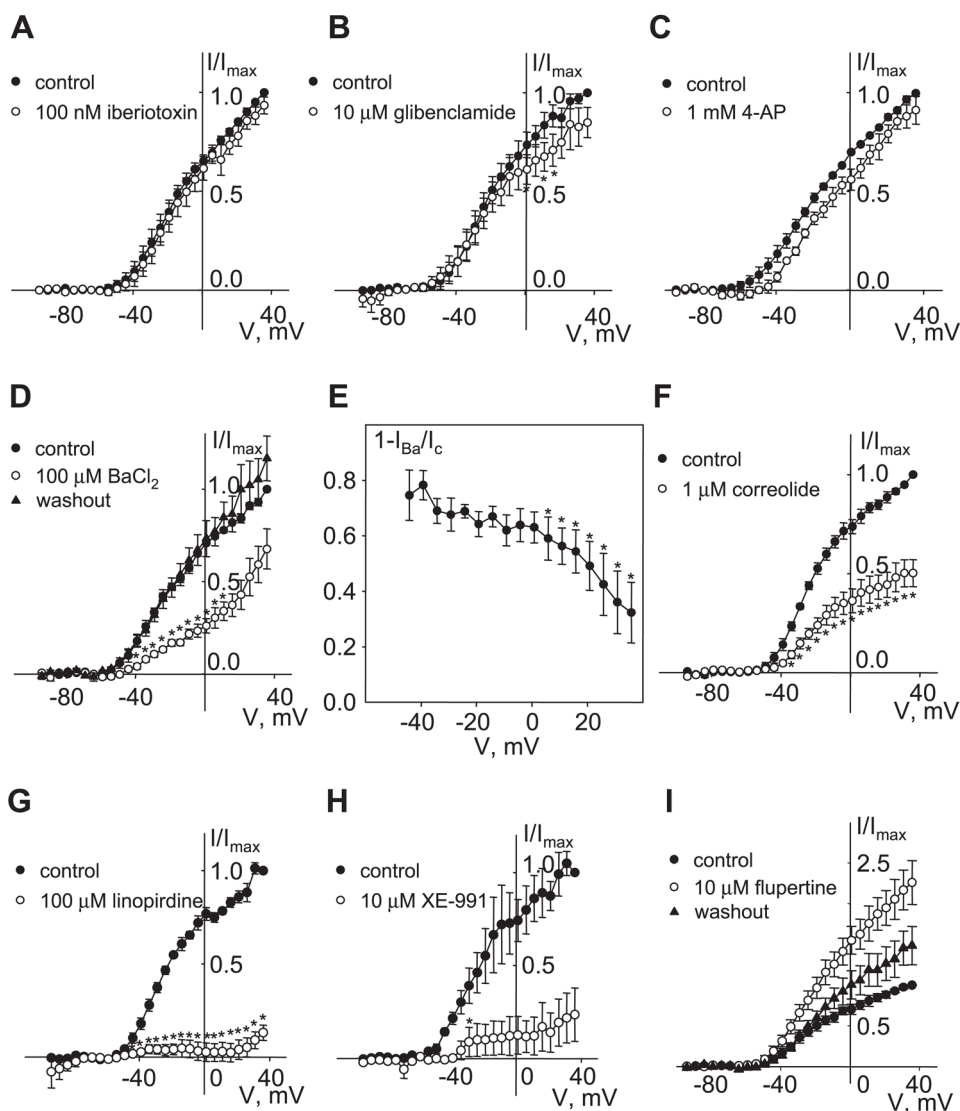 A
I/Imax
control
100 nM iberiotoxin
1.0
0.5
0.0
-80
-40
40
V, mV
B
I/Imax
control
10 μM glibenclamide
1.0
0.5
0.0
-80
-40
40
V, mV
C
I/Imax
control
1 mM 4-AP
1.0
0.5
0.0
-80
-40
0
40
V, mV
D
I/Imax
control
100 μM BaCl2
washout
1.0
0.5
0.0
-80
-40
40
V, mV
E
1-IBa/Ic
0.8
0.6
0.4
0.2
0.0
-40
-20
0
20
V, mV
F
I/Imax
control
1 μM correolide
1.0
0.5
0.0
-80
-40
0
40
V, mV
G
I/Imax
control
100 μM linopirdine
1.0
0.5
-80
-40
0
40
V, mV
H
I/Imax
control
10 μM XE-991
1.0
0.5
-80
-40
0
40
V, mV
I
I/Imax
control
10 μM flupertine
washout
2.5
0.5
-80
-40
0
40
V, mV